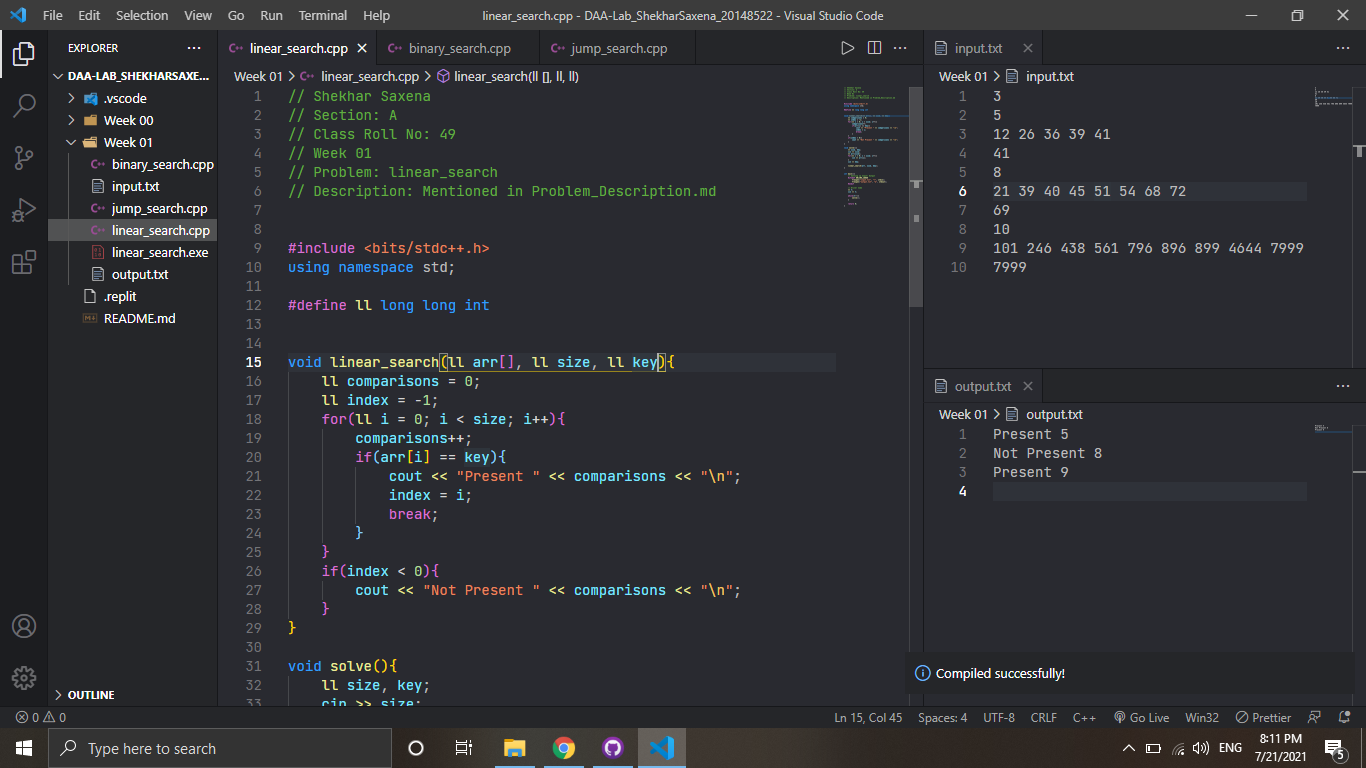 File Edit Selection View Go Run Terminal Help
linear_search.cpp - DAA-Lab_ShekharSaxena_20148522 - Visual Studio Code
EXPLORER ...
DAA-LAB_SHEKHARSAXE...
.vscode
Week 00
Week 01
binary_search.cpp
input.txt
jump_search.cpp
linear_search.cpp
linear_search.exe
output.txt
.replit
README.md
OUTLINE
linear_search.cpp binary_search.cpp jump_search.cpp
Week 01 > linear_search.cpp > linear_search(ll [], ll, ll)
1 // Shekhar Saxena
2 // Section: A
3 // Class Roll No: 49
4 // Week 01
5 // Problem: linear_search
6 // Description: Mentioned in Problem_Description.md
7
8
9 #include <bits/stdc++.h>
10 using namespace std;
11
12 #define ll long long int
13
14
15 void linear_search(ll arr[], ll size, ll key){
16 ll comparisons = 0;
17 ll index = -1;
18 for(ll i = 0; i < size; i++){
19 comparisons++;
20 if(arr[i] == key){
21 cout << "Present " << comparisons << "\n";
22 index = i;
23 break;
24 }
25 }
26 if(index < 0){
27 cout << "Not Present " << comparisons << "\n";
28 }
29 }
30
31 void solve(){
32 ll size, key;
33 cin >> size;
input.txt
Week 01 > input.txt
1 3
2 5
3 12 26 36 39 41
4 41
5 8
6 21 39 40 45 51 54 68 72
7 69
8 10
9 101 246 438 561 796 896 899 4644 7999
10 7999
output.txt
Week 01 > output.txt
1 Present 5
2 Not Present 8
3 Present 9
4
Compiled successfully!
0 0
Ln 15, Col 45 Spaces: 4 UTF-8 CRLF C++ Go Live Win32 Prettier
Type here to search
ENG
8:11 PM
7/21/2021
5